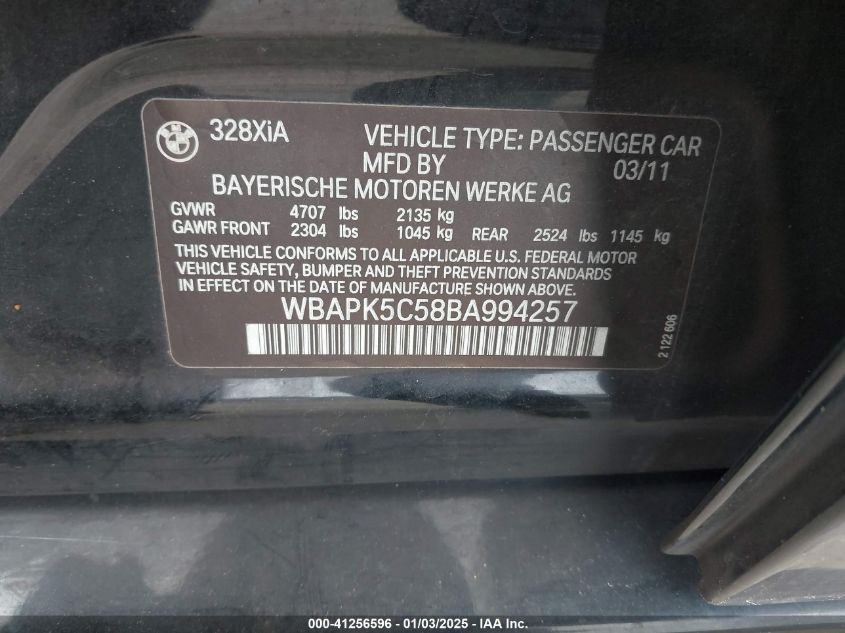 BMW
328XiA VEHICLE TYPE: PASSENGER CAR
MFD BY 03/11
BAYERISCHE MOTOREN WERKE AG
GVWR 4707 lbs 2135 kg
GAWR FRONT 2304 lbs 1045 kg REAR 2524 lbs 1145 kg
THIS VEHICLE CONFORMS TO ALL APPLICABLE U.S. FEDERAL MOTOR
VEHICLE SAFETY, BUMPER AND THEFT PREVENTION STANDARDS
IN EFFECT ON THE DATE OF MANUFACTURE SHOWN ABOVE.
WBAPK5C58BA994257
2 122 606
000-41256596 - 01/03/2025 - IAA Inc.